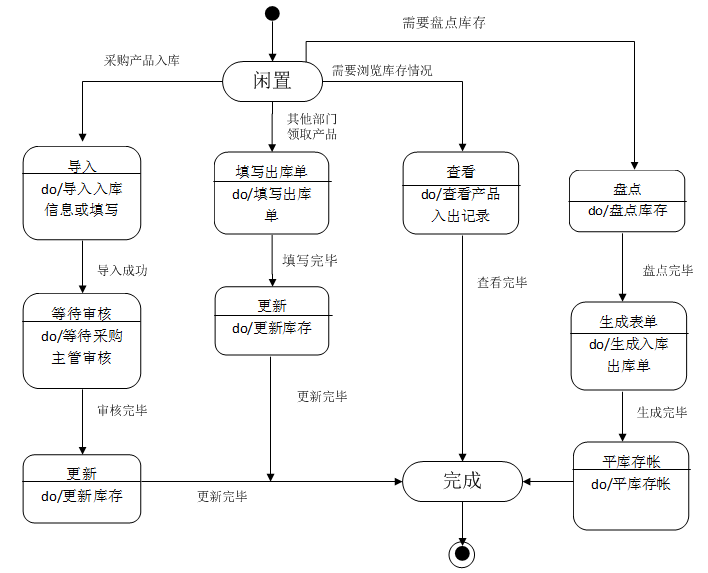 需要盘点库存
采购产品入库
闲置
需要浏览库存情况
其他部门
领取产品
导入
do/导入入库
信息或填写
填写出库单
do/填写出库
单
查看
do/查看产品
入出记录
盘点
do/盘点库存
导入成功
填写完毕
查看完毕
盘点完毕
等待审核
do/等待采购
主管审核
更新
do/更新库存
生成表单
do/生成入库
出库单
审核完毕
更新完毕
生成完毕
更新
do/更新库存
更新完毕
完成
平库存帐
do/平库存帐